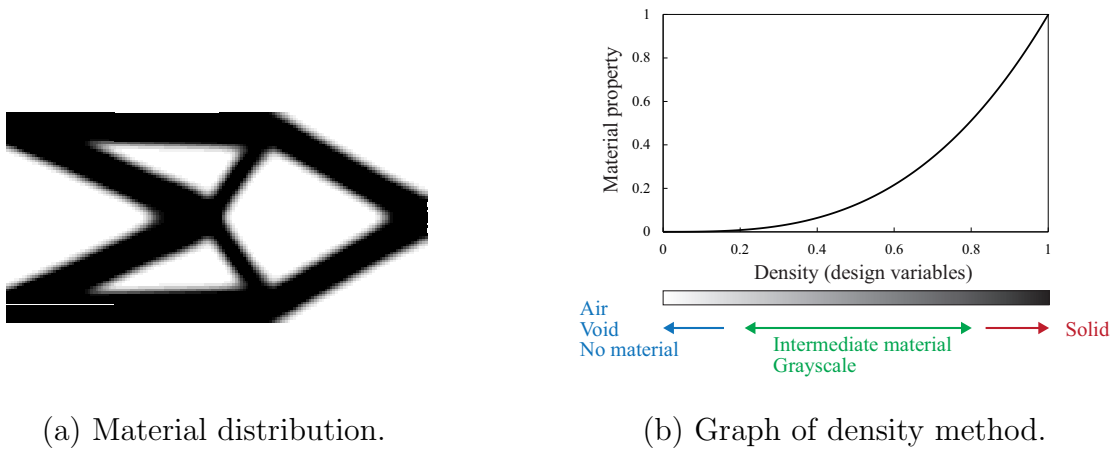 1
0.8
0.6
0.4
0.2
0
Material property
0 0.2 0.4 0.6 0.8 1
Density (design variables)
Air
Void
No material
Intermediate material
Grayscale
Solid
(a) Material distribution.
(b) Graph of density method.